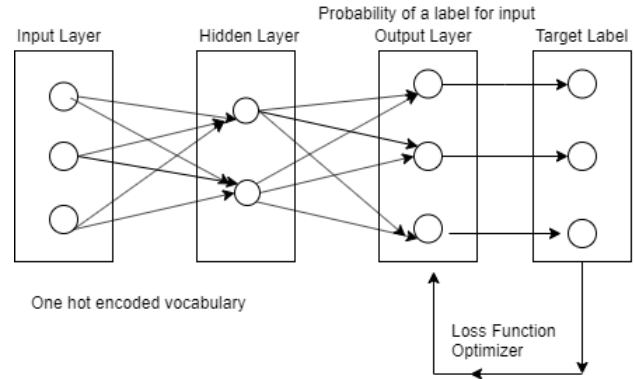 Probability of a label for input
Input Layer
Hidden Layer
Output Layer
Target Label
One hot encoded vocabulary
Loss Function
Optimizer